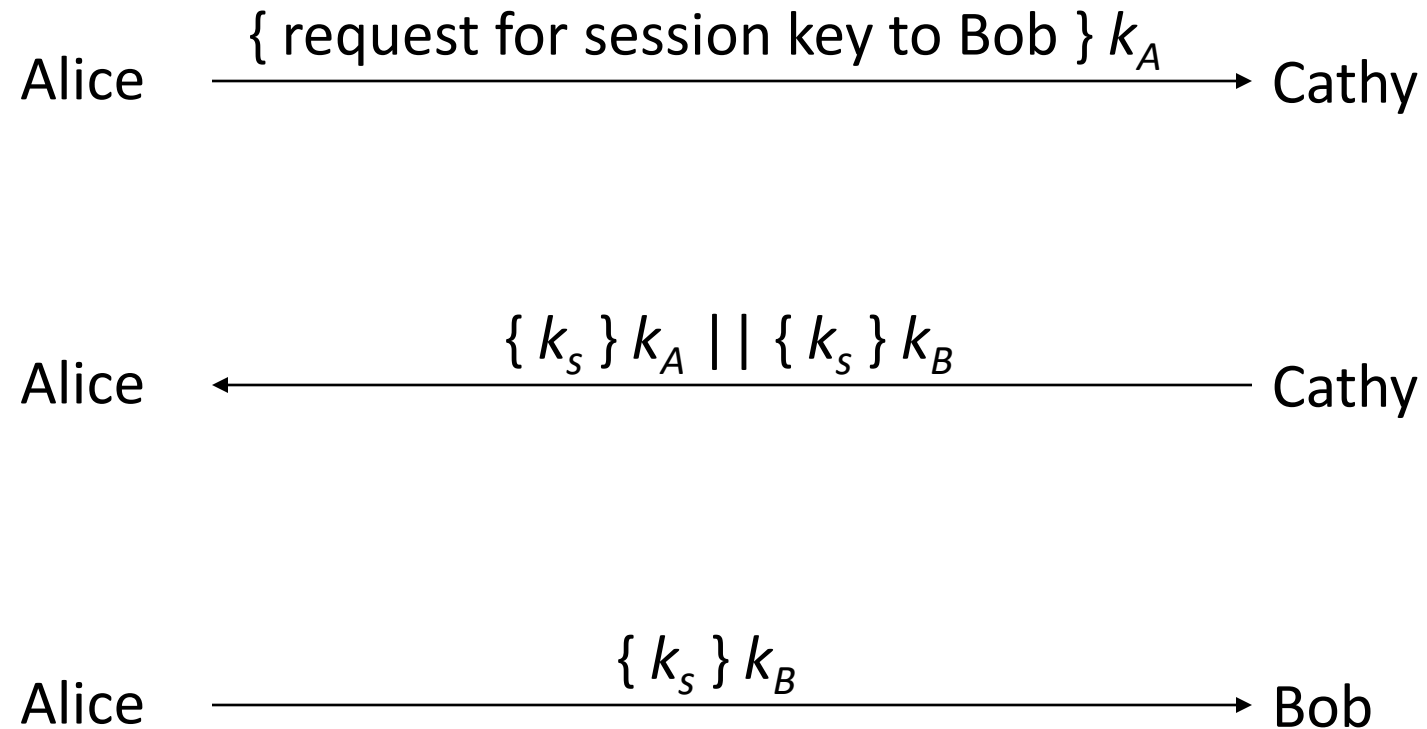 { request for session key to Bob } kA
Alice Cathy
{ ks } kA || { ks } kB
Alice Cathy
{ ks } kB
Alice Bob